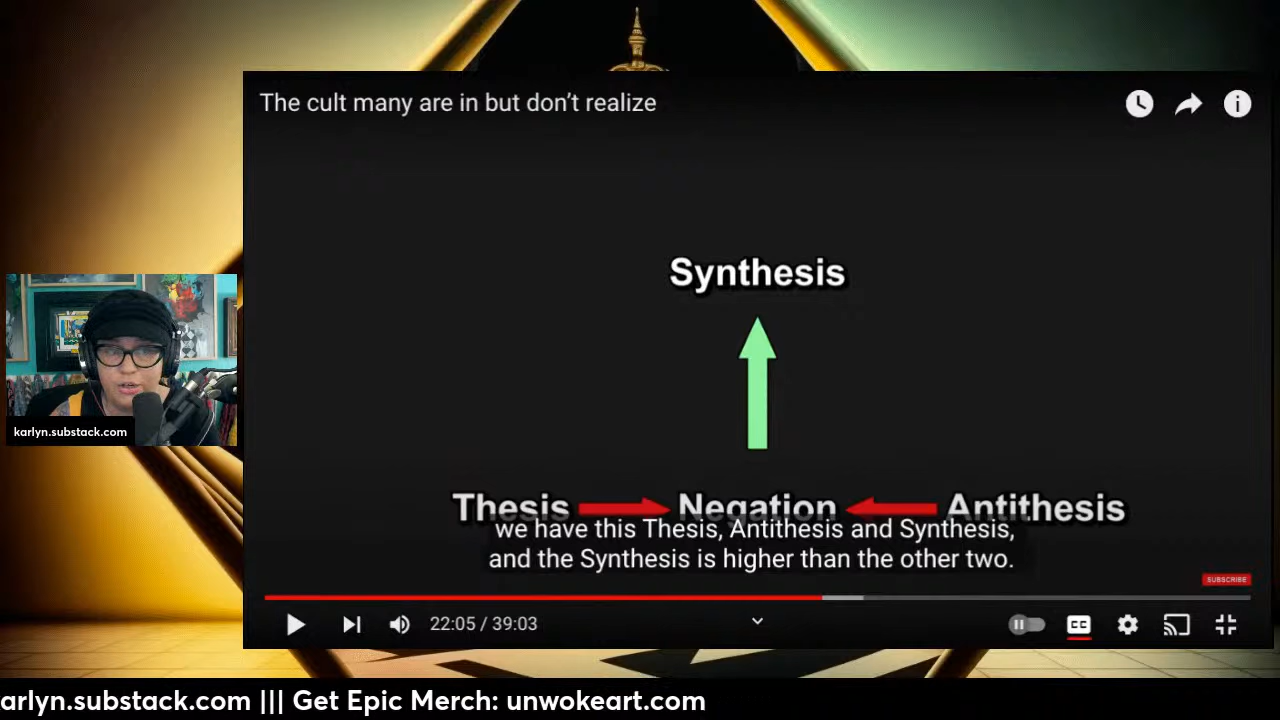 The cult many are in but don’t realize
Synthesis
Thesis Negation Antithesis
we have this Thesis, Antithesis and Synthesis,
and the Synthesis is higher than the other two.
SUBSCRIBE
22:05 / 39:03
CC
karlyn.substack.com
arlyn.substack.com ||| Get Epic Merch: unwokeart.com